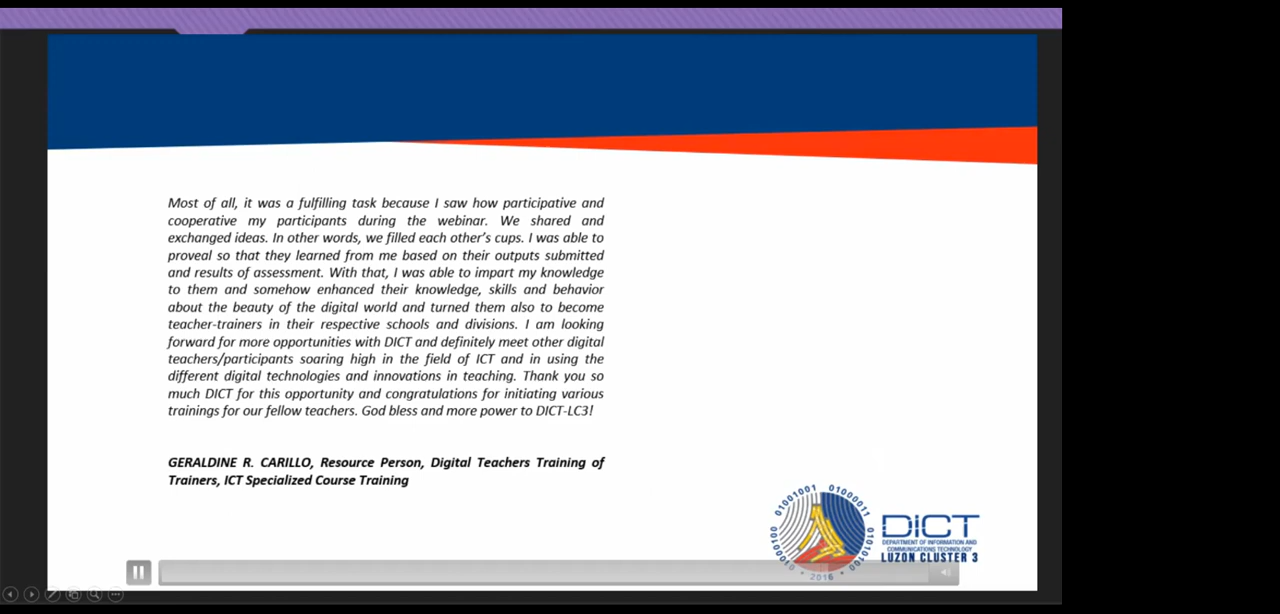 Most of all, it was a fulfilling task because I saw how participative and
cooperative my participants during the webinar. We shared and
exchanged ideas. In other words, we filled each other's cups. I was able to
proveal so that they learned from me based on their outputs submitted
and results of assessment. With that, I was able to impart my knowledge
to them and somehow enhanced their knowledge, skills and behavior
about the beauty of the digital world and turned them also to become
teacher-trainers in their respective schools and divisions. I am looking
forward for more opportunities with DICT and definitely meet other digital
teachers/participants soaring high in the field of ICT and in using the
different digital technologies and innovations in teaching. Thank you so
much DICT for this opportunity and congratulations for initiating various
trainings for our fellow teachers. God bless and more power to DICT-LC3!
GERALDINE R. CARILLO, Resource Person, Digital Teachers Training of
Trainers, ICT Specialized Course Training
01001001 01000011
01000100 01010100
2016
DiCT
DEPARTMENT OF INFORMATION AND
COMMUNICATIONS TECHNOLOGY
LUZON CLUSTER 3